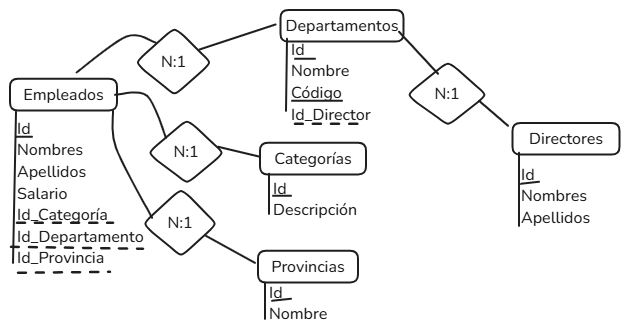 Departamentos
Id
Nombre
Código
Id_Director
N:1
N:1
Empleados
Id
Nombres
Apellidos
Salario
Id_Categoría
Id_Departamento
Id_Provincia
N:1
Categorías
Id
Descripción
Directores
Id
Nombres
Apellidos
N:1
Provincias
Id
Nombre